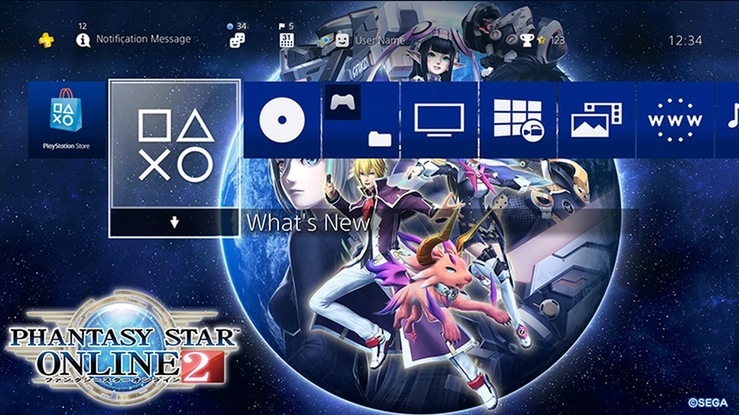 12
Notification Message
34
5
31
User Name
123
12:34
PlayStation Store
WWW
What's New
PHANTASY STAR
ONLINE 2
ファンタシースターオンライン
©SEGA